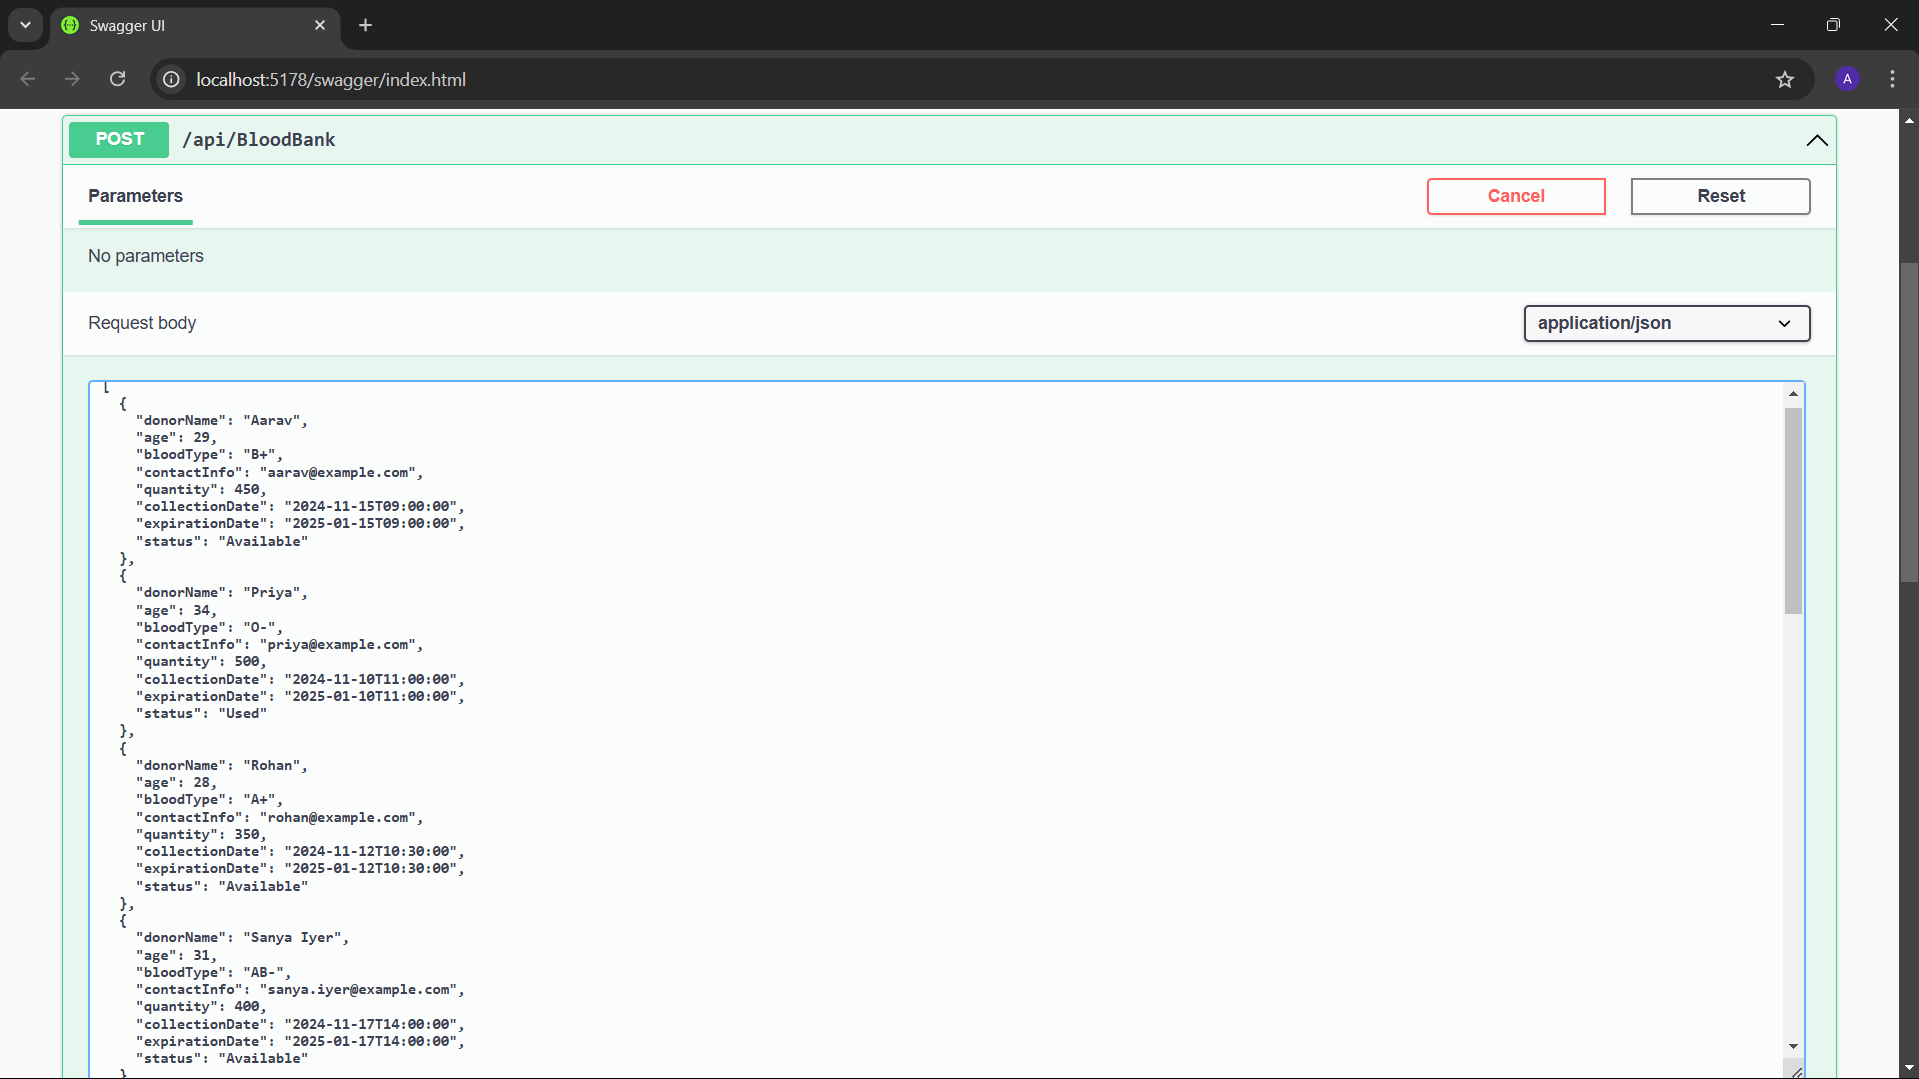 Swagger UI
localhost:5178/swagger/index.html
A
POST /api/BloodBank
Parameters
Cancel
Reset
No parameters
Request body
application/json
[
{
"donorName": "Aarav",
"age": 29,
"bloodType": "B+",
"contactInfo": "aarav@example.com",
"quantity": 450,
"collectionDate": "2024-11-15T09:00:00",
"expirationDate": "2025-01-15T09:00:00",
"status": "Available"
},
{
"donorName": "Priya",
"age": 34,
"bloodType": "O-",
"contactInfo": "priya@example.com",
"quantity": 500,
"collectionDate": "2024-11-10T11:00:00",
"expirationDate": "2025-01-10T11:00:00",
"status": "Used"
},
{
"donorName": "Rohan",
"age": 28,
"bloodType": "A+",
"contactInfo": "rohan@example.com",
"quantity": 350,
"collectionDate": "2024-11-12T10:30:00",
"expirationDate": "2025-01-12T10:30:00",
"status": "Available"
},
{
"donorName": "Sanya Iyer",
"age": 31,
"bloodType": "AB-",
"contactInfo": "sanya.iyer@example.com",
"quantity": 400,
"collectionDate": "2024-11-17T14:00:00",
"expirationDate": "2025-01-17T14:00:00",
"status": "Available"
}